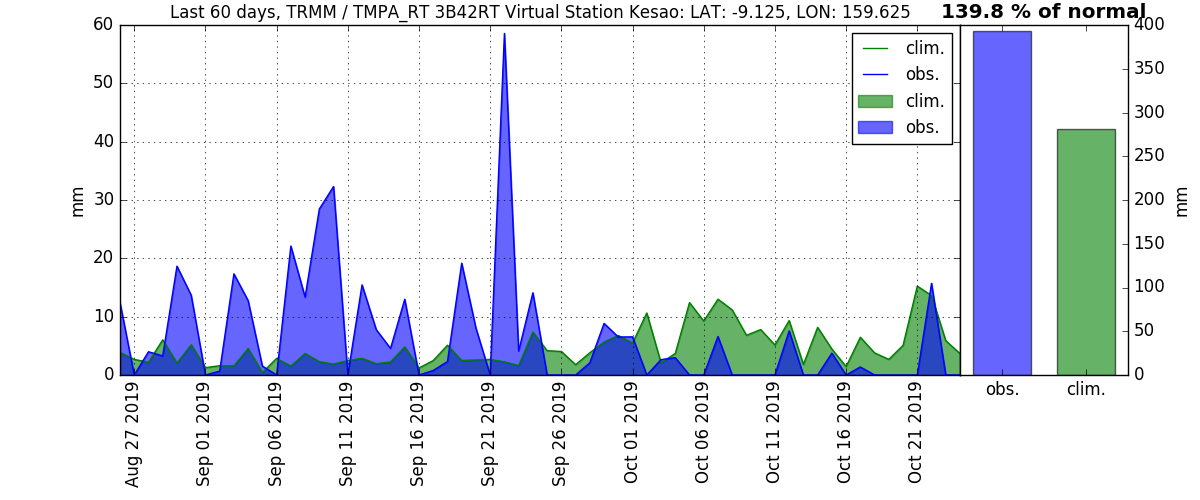 Last 60 days, TRMM / TMPA_RT 3B42RT Virtual Station Kesao: LAT: -9.125, LON: 159.625
139.8 % of normal
60
50
40
30
20
10
0
mm
clim.
obs.
clim.
obs.
400
350
300
250
200
150
100
50
0
mm
Aug 27 2019
Sep 01 2019
Sep 06 2019
Sep 11 2019
Sep 16 2019
Sep 21 2019
Sep 26 2019
Oct 01 2019
Oct 06 2019
Oct 11 2019
Oct 16 2019
Oct 21 2019
obs.
clim.